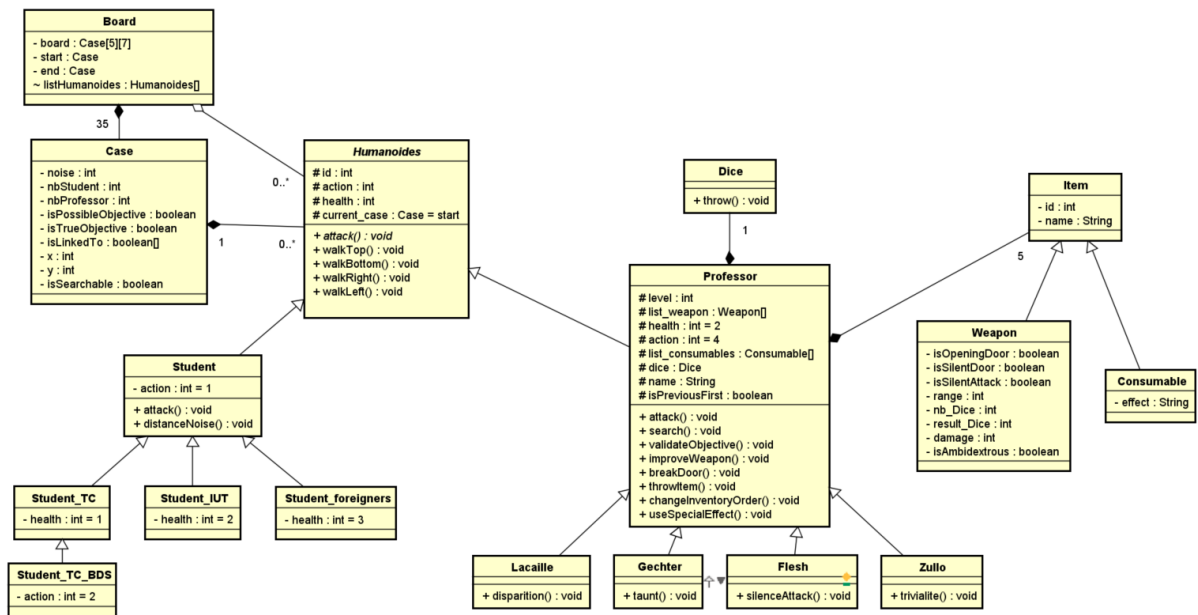 Board
- board : Case[5][7]
- start : Case
- end : Case
~ listHumanoides : Humanoides[]
35
0..*
Case
- noise : int
- nbStudent : int
- nbProfessor : int
- isPossibleObjective : boolean
- isTrueObjective : boolean
- isLinkedTo : boolean[]
- x : int
- y : int
- isSearchable : boolean
1
0..*
Humanoides
# id : int
# action : int
# health : int
# current_case : Case = start
+ attack() : void
+ walkTop() : void
+ walkBottom() : void
+ walkRight() : void
+ walkLeft() : void
Dice
+ throw() : void
1
Item
- id : int
- name : String
5
Professor
# level : int
# list_weapon : Weapon[]
# health : int = 2
# action : int = 4
# list_consumables : Consumable[]
# dice : Dice
# name : String
# isPreviousFirst : boolean
+ attack() : void
+ search() : void
+ validateObjective() : void
+ improveWeapon() : void
+ breakDoor() : void
+ throwItem() : void
+ changeInventoryOrder() : void
+ useSpecialEffect() : void
Weapon
- isOpeningDoor : boolean
- isSilentDoor : boolean
- isSilentAttack : boolean
- range : int
- nb_Dice : int
- result_Dice : int
- damage : int
- isAmbidextrous : boolean
Consumable
- effect : String
Student
- action : int = 1
+ attack() : void
+ distanceNoise() : void
Student_TC
- health : int = 1
Student_IUT
- health : int = 2
Student_foreigners
- health : int = 3
Student_TC_BDS
- action : int = 2
Lacaille
+ disparition() : void
Gechter
+ taunt() : void
Flesh
+ silenceAttack() : void
Zullo
+ trivialite() : void